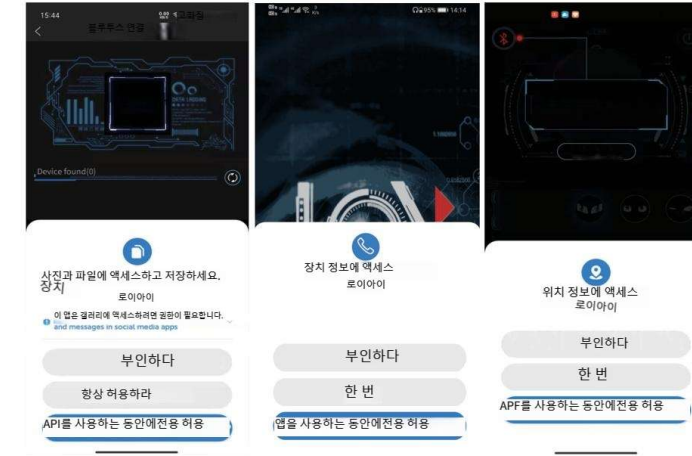 15:44
블루투스 연결
Device found(0)
사진과 파일에 액세스하고 저장하세요.
장치
로이아이
이 앱은 갤러리에 액세스하려면 권한이 필요합니다.
and messages in social media apps
부인하다
항상 허용하라
API를 사용하는 동안에전용 허용
95% 14:14
장치 정보에 액세스
로이아이
부인하다
한 번
앱을 사용하는 동안에전용 허용
위치 정보에 액세스
로이아이
부인하다
한 번
APF를 사용하는 동안에전용 허용